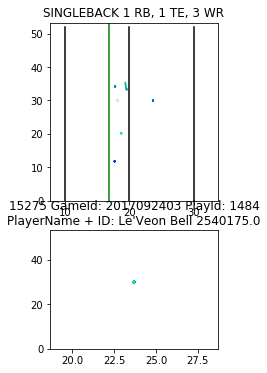 SINGLEBACK 1 RB, 1 TE, 3 WR
50
40
30
20
10
0
10 20 30
15275 GameId: 2017092403 PlayId: 1484
PlayerName + ID: Le'Veon Bell 2540175.0
40
20
0
20.0 22.5 25.0 27.5